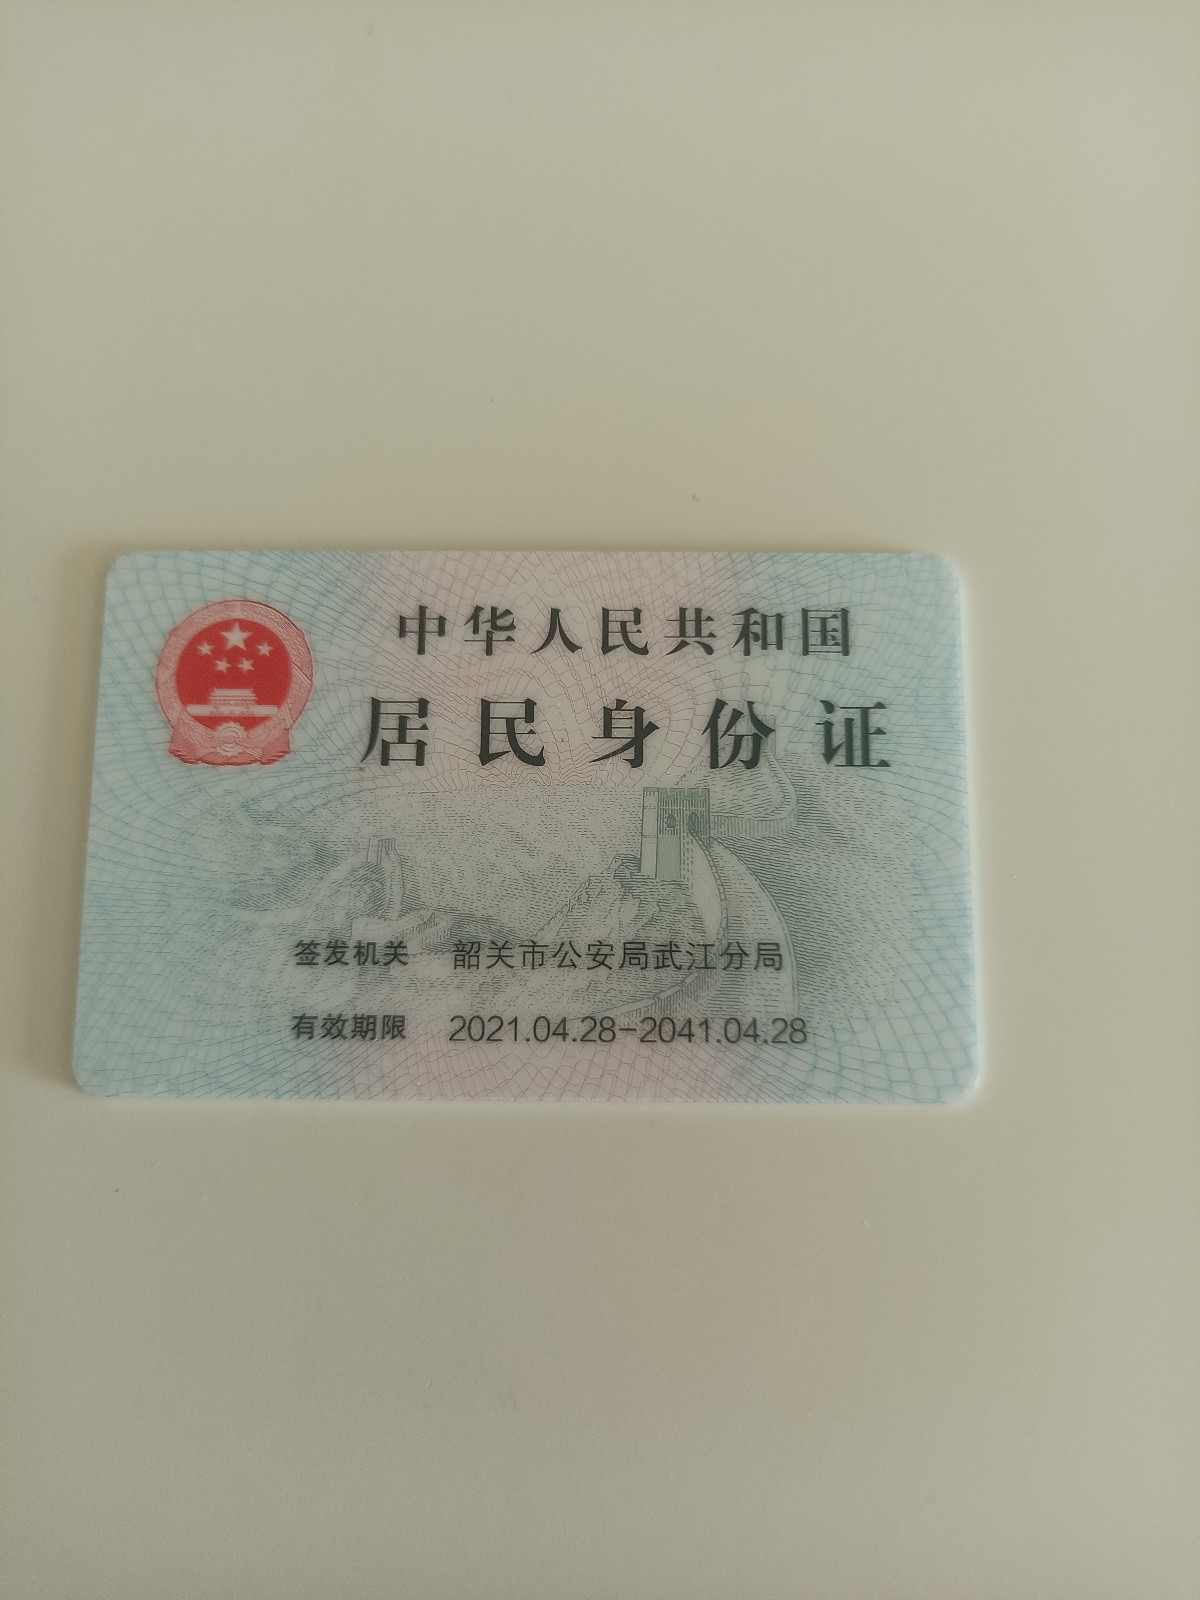 中华人民共和国
居民身份证
签发机关 韶关市公安局武江分局
有效期限 2021.04.28-2041.04.28